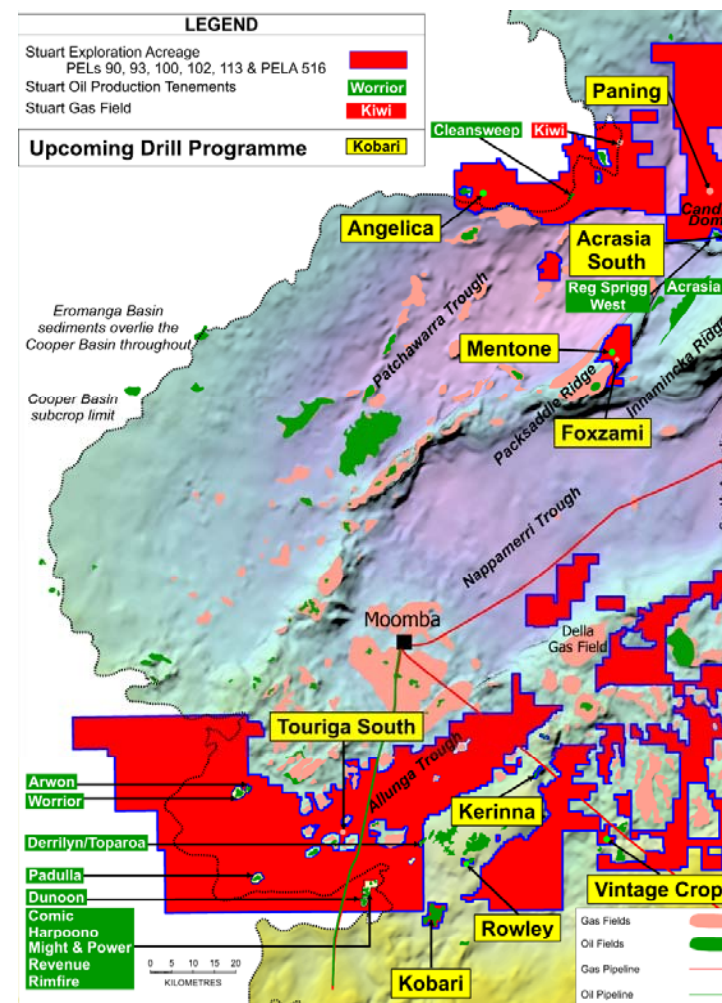 LEGEND
Stuart Exploration Acreage
PELs 90, 93, 100, 102, 113 & PELA 516
Stuart Oil Production Tenements
Worrior
Stuart Gas Field
Kiwi
Upcoming Drill Programme
Kobari
Paning
Cleansweep
Kiwi
Angelica
Cand
Dom
Acrasia
South
Reg Sprigg
West
Acrasia
Eromanga Basin
sediments overlie the
Cooper Basin throughout
Patchawarra Trough
Mentone
Cooper Basin
subcrop limit
Packsaddle Ridge
Innamincka Ridge
Foxzami
Nappamerri Trough
Moomba
Della
Gas Field
Touriga South
Allunga Trough
Arwon
Worrior
Kerinna
Derrilyn/Toparoa
Padulla
Dunoon
Vintage Crop
Comic
Harpoono
Might & Power
Revenue
Rimfire
Rowley
Kobari
0 5 10 15 20
KILOMETRES
Gas Fields
Oil Fields
Gas Pipeline
Oil Pipeline